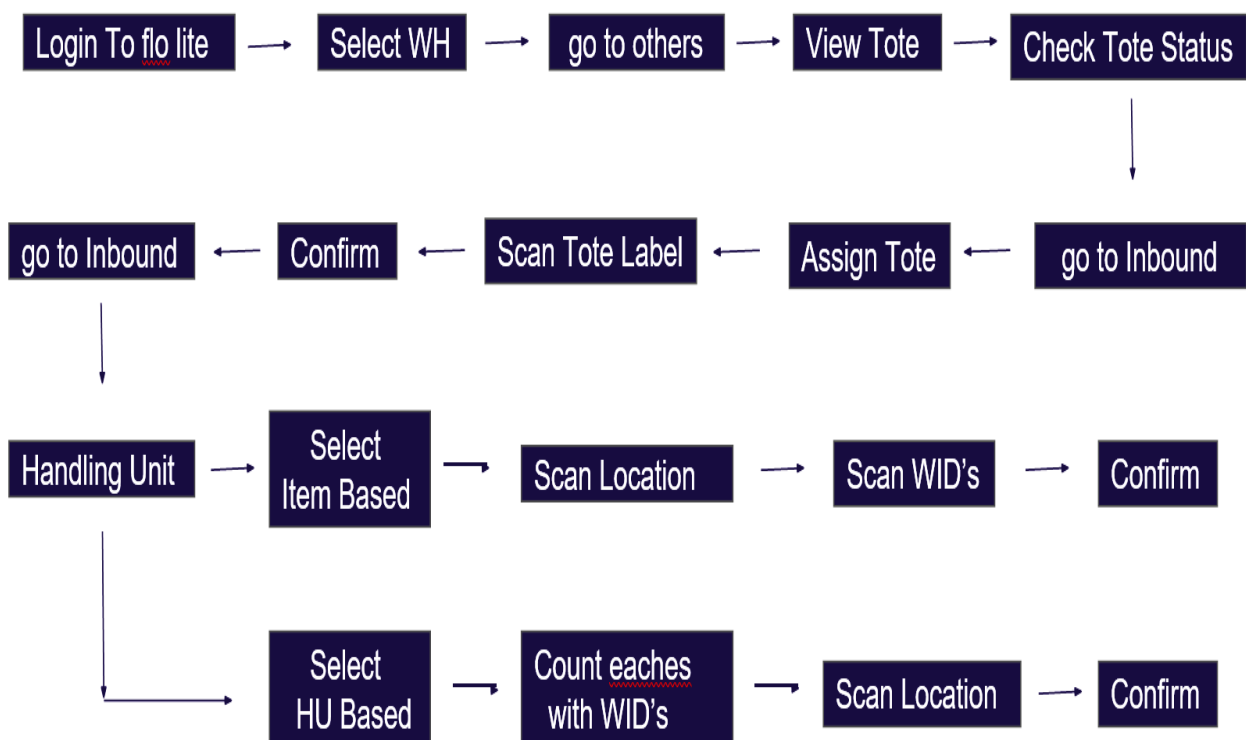 Login To flo lite
Select WH
go to others
View Tote
Check Tote Status
go to Inbound
Assign Tote
Scan Tote Label
Confirm
go to Inbound
Handling Unit
Select
Item Based
Scan Location
Scan WID's
Confirm
Select
HU Based
Count eaches
with WID's
Scan Location
Confirm